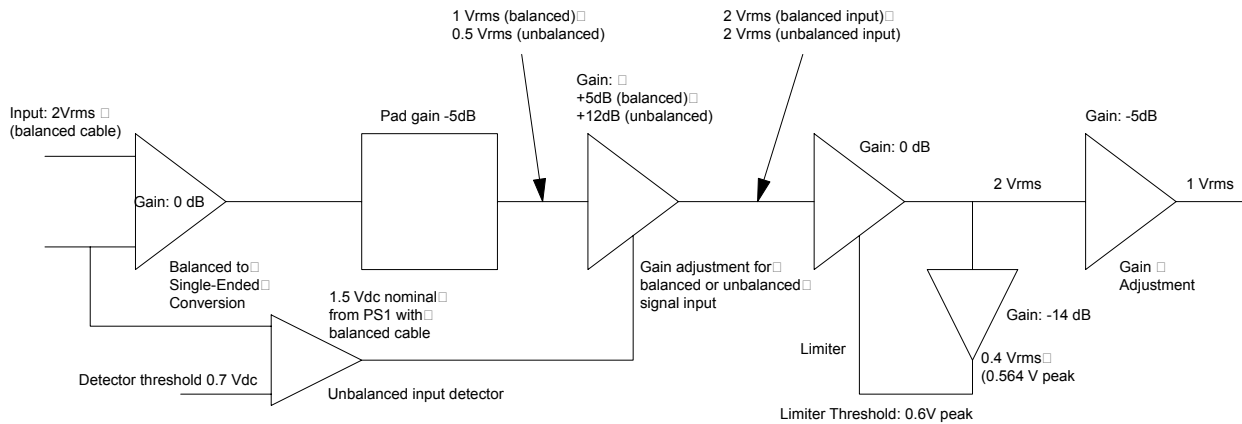 1 Vrms (balanced)
0.5 Vrms (unbalanced)
2 Vrms (balanced input)
2 Vrms (unbalanced input)
Input: 2Vrms
(balanced cable)
Pad gain -5dB
Gain:
+5dB (balanced)
+12dB (unbalanced)
Gain: 0 dB
Gain: -5dB
Gain: 0 dB
2 Vrms
1 Vrms
Balanced to
Single-Ended
Conversion
Gain adjustment for
balanced or unbalanced
signal input
Gain
Adjustment
1.5 Vdc nominal
from PS1 with
balanced cable
Gain: -14 dB
Detector threshold 0.7 Vdc
Unbalanced input detector
Limiter
0.4 Vrms
(0.564 V peak
Limiter Threshold: 0.6V peak